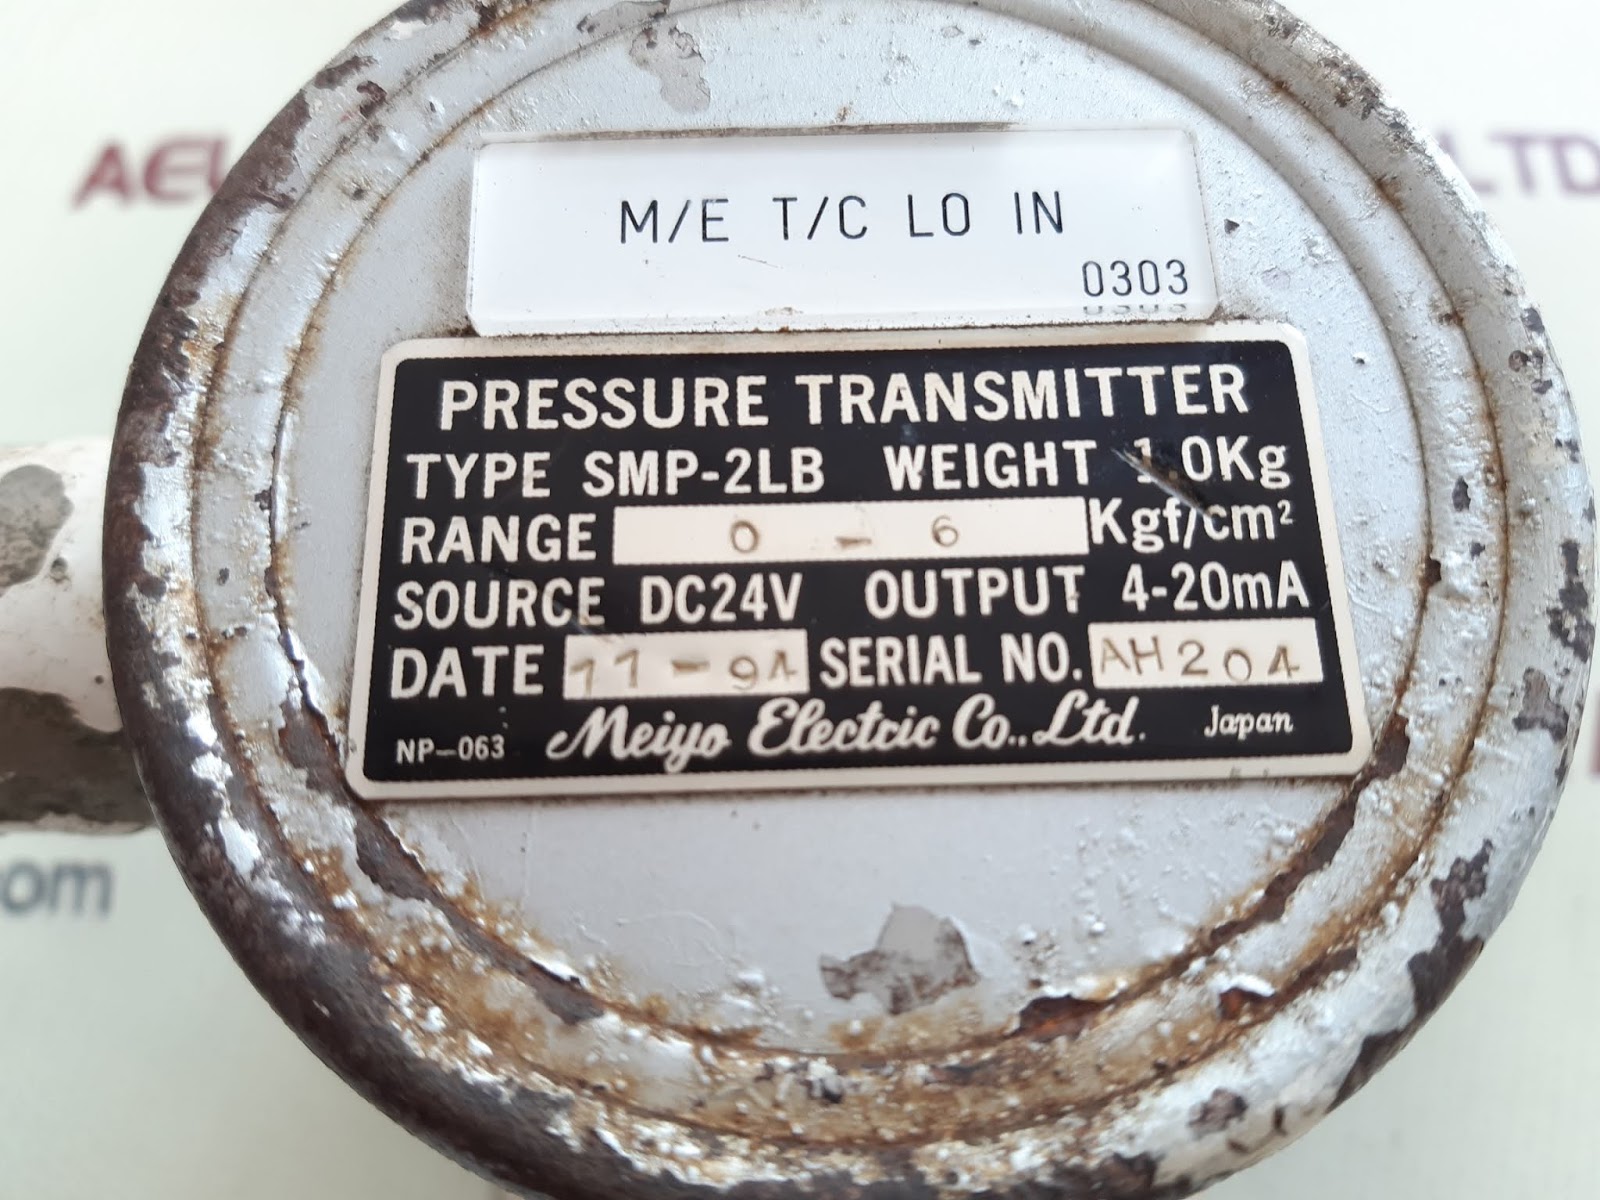 M/E T/C LO IN
0303
PRESSURE TRANSMITTER
TYPE SMP-2LB WEIGHT 1.0Kg
RANGE 0 - 6 Kgf/cm²
SOURCE DC24V OUTPUT 4-20mA
DATE 11-94 SERIAL NO. AH204
NP-063 Meiyo Electric Co., Ltd. Japan